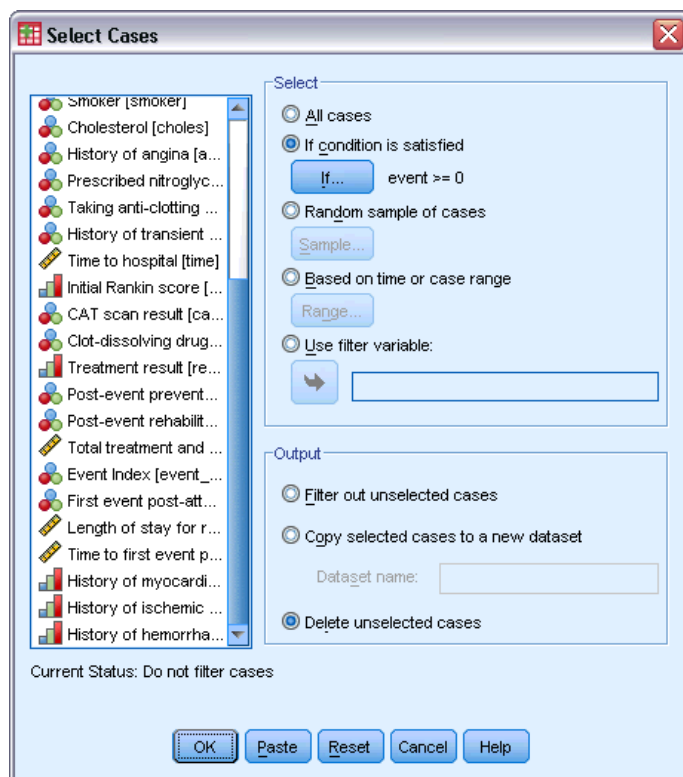 Select Cases
Smoker [smoker]
Cholesterol [choles]
History of angina [a...
Prescribed nitroglyc...
Taking anti-clotting ...
History of transient ...
Time to hospital [time]
Initial Rankin score [...
CAT scan result [ca...
Clot-dissolving drug...
Treatment result [re...
Post-event prevent...
Post-event rehabilit...
Total treatment and ...
Event Index [event_...
First event post-att...
Length of stay for r...
Time to first event p...
History of myocardi...
History of ischemic ...
History of hemorrha...
Select
All cases
If condition is satisfied
If... event >= 0
Random sample of cases
Sample...
Based on time or case range
Range...
Use filter variable:
Output
Filter out unselected cases
Copy selected cases to a new dataset
Dataset name:
Delete unselected cases
Current Status: Do not filter cases
OK Paste Reset Cancel Help